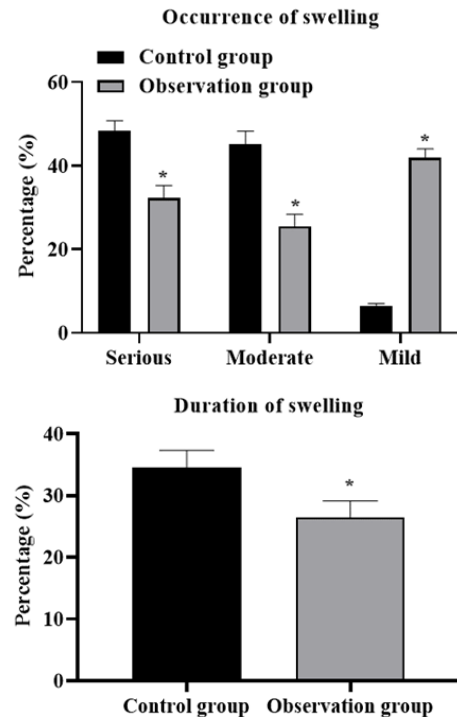 Occurrence of swelling
Control group
Observation group
Percentage (%)
60
40
20
0
*
*
*
Serious Moderate Mild
Duration of swelling
Percentage (%)
40
30
20
10
0
*
Control group Observation group